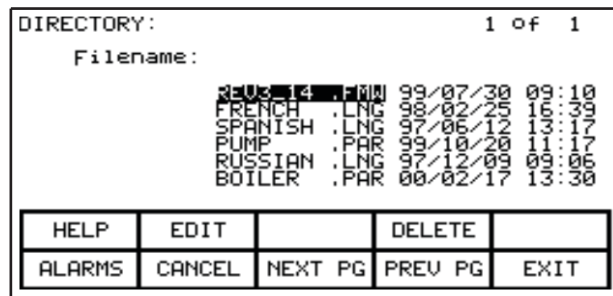 DIRECTORY: 1 of 1
Filename:
REV3_14 .FMW 99/07/30 09:10
FRENCH .LNG 98/02/25 16:39
SPANISH .LNG 97/06/12 13:17
PUMP .PAR 99/10/20 11:17
RUSSIAN .LNG 97/12/09 09:06
BOILER .PAR 00/02/17 13:30
HELP EDIT DELETE
ALARMS CANCEL NEXT PG PREV PG EXIT